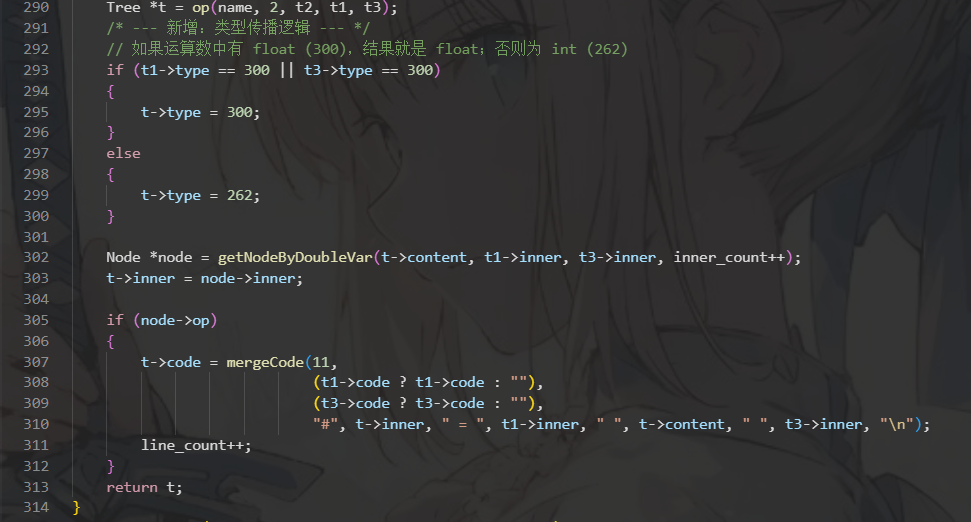 290 Tree *t = op(name, 2, t2, t1, t3);
291 /* --- 新增：类型传播逻辑 --- */
292 // 如果运算数中有 float (300)，结果就是 float；否则为 int (262)
293 if (t1->type == 300 || t3->type == 300)
294 {
295 t->type = 300;
296 }
297 else
298 {
299 t->type = 262;
300 }
301
302 Node *node = getNodeByDoubleVar(t->content, t1->inner, t3->inner, inner_count++);
303 t->inner = node->inner;
304
305 if (node->op)
306 {
307 t->code = mergeCode(11,
308 (t1->code ? t1->code : ""),
309 (t3->code ? t3->code : ""),
310 "#", t->inner, " = ", t1->inner, " ", t->content, " ", t3->inner, "\n");
311 line_count++;
312 }
313 return t;
314 }